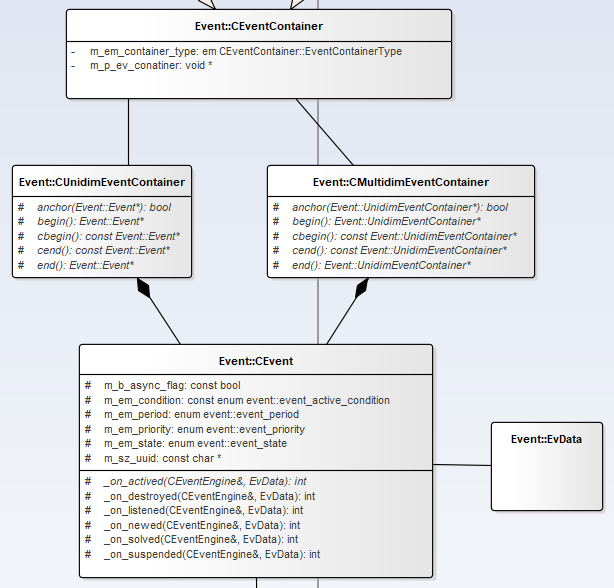 Event::CEventContainer
- m_em_container_type: em CEventContainer::EventContainerType
- m_p_ev_conatiner: void *
Event::CUnidimEventContainer
# anchor(Event::Event*): bool
# begin(): Event::Event*
# cbegin(): const Event::Event*
# cend(): const Event::Event*
# end(): Event::Event*
Event::CMultidimEventContainer
# anchor(Event::UnidimEventContainer*): bool
# begin(): Event::UnidimEventContainer*
# cbegin(): const Event::UnidimEventContainer*
# cend(): const Event::UnidimEventContainer*
# end(): Event::UnidimEventContainer*
Event::CEvent
# m_b_async_flag: const bool
# m_em_condition: const enum event::event_active_condition
# m_em_period: enum event::event_period
# m_em_priority: enum event::event_priority
# m_em_state: enum event::event_state
# m_sz_uuid: const char *
# _on_actived(CEventEngine&, EvData): int
# _on_destroyed(CEventEngine&, EvData): int
# _on_listened(CEventEngine&, EvData): int
# _on_newed(CEventEngine&, EvData): int
# _on_solved(CEventEngine&, EvData): int
# _on_suspended(CEventEngine&, EvData): int
Event::EvData